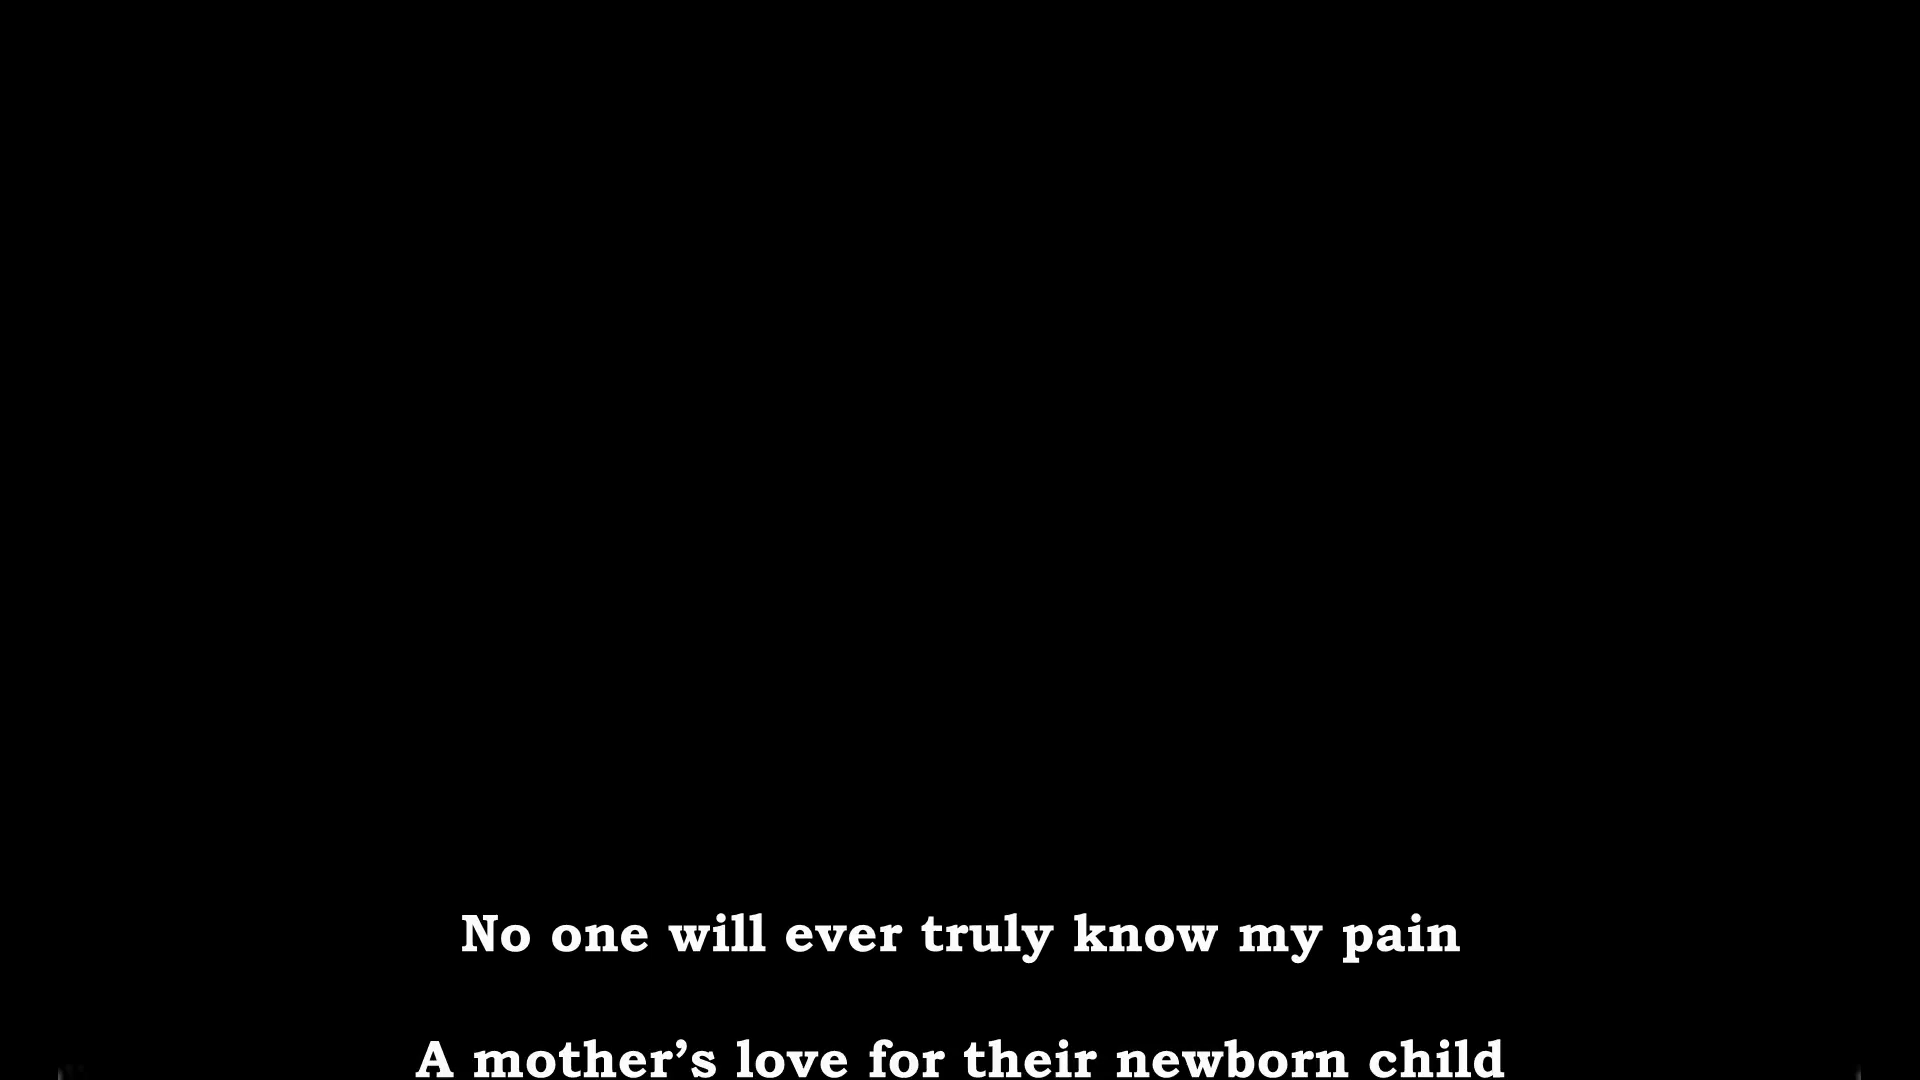 No one will ever truly know my pain
A mother’s love for their newborn child